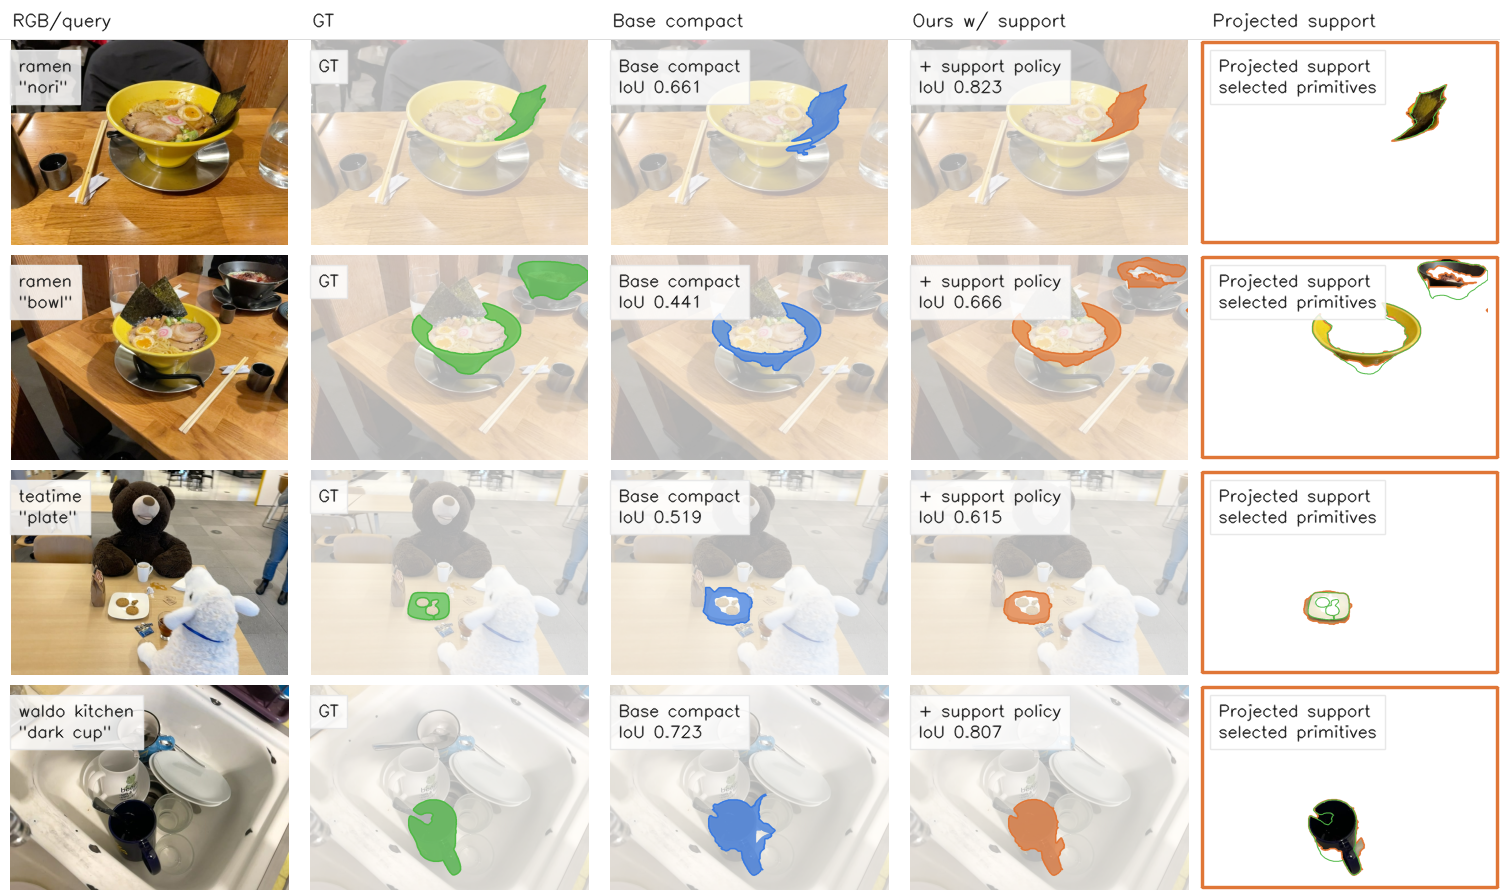 RGB/query GT Base compact Ours w/ support Projected support
ramen
"nori"
GT
Base compact
IoU 0.661
+ support policy
IoU 0.823
Projected support
selected primitives
ramen
"bowl"
GT
Base compact
IoU 0.441
+ support policy
IoU 0.666
Projected support
selected primitives
teatime
"plate"
GT
Base compact
IoU 0.519
+ support policy
IoU 0.615
Projected support
selected primitives
waldo kitchen
"dark cup"
GT
Base compact
IoU 0.723
+ support policy
IoU 0.807
Projected support
selected primitives